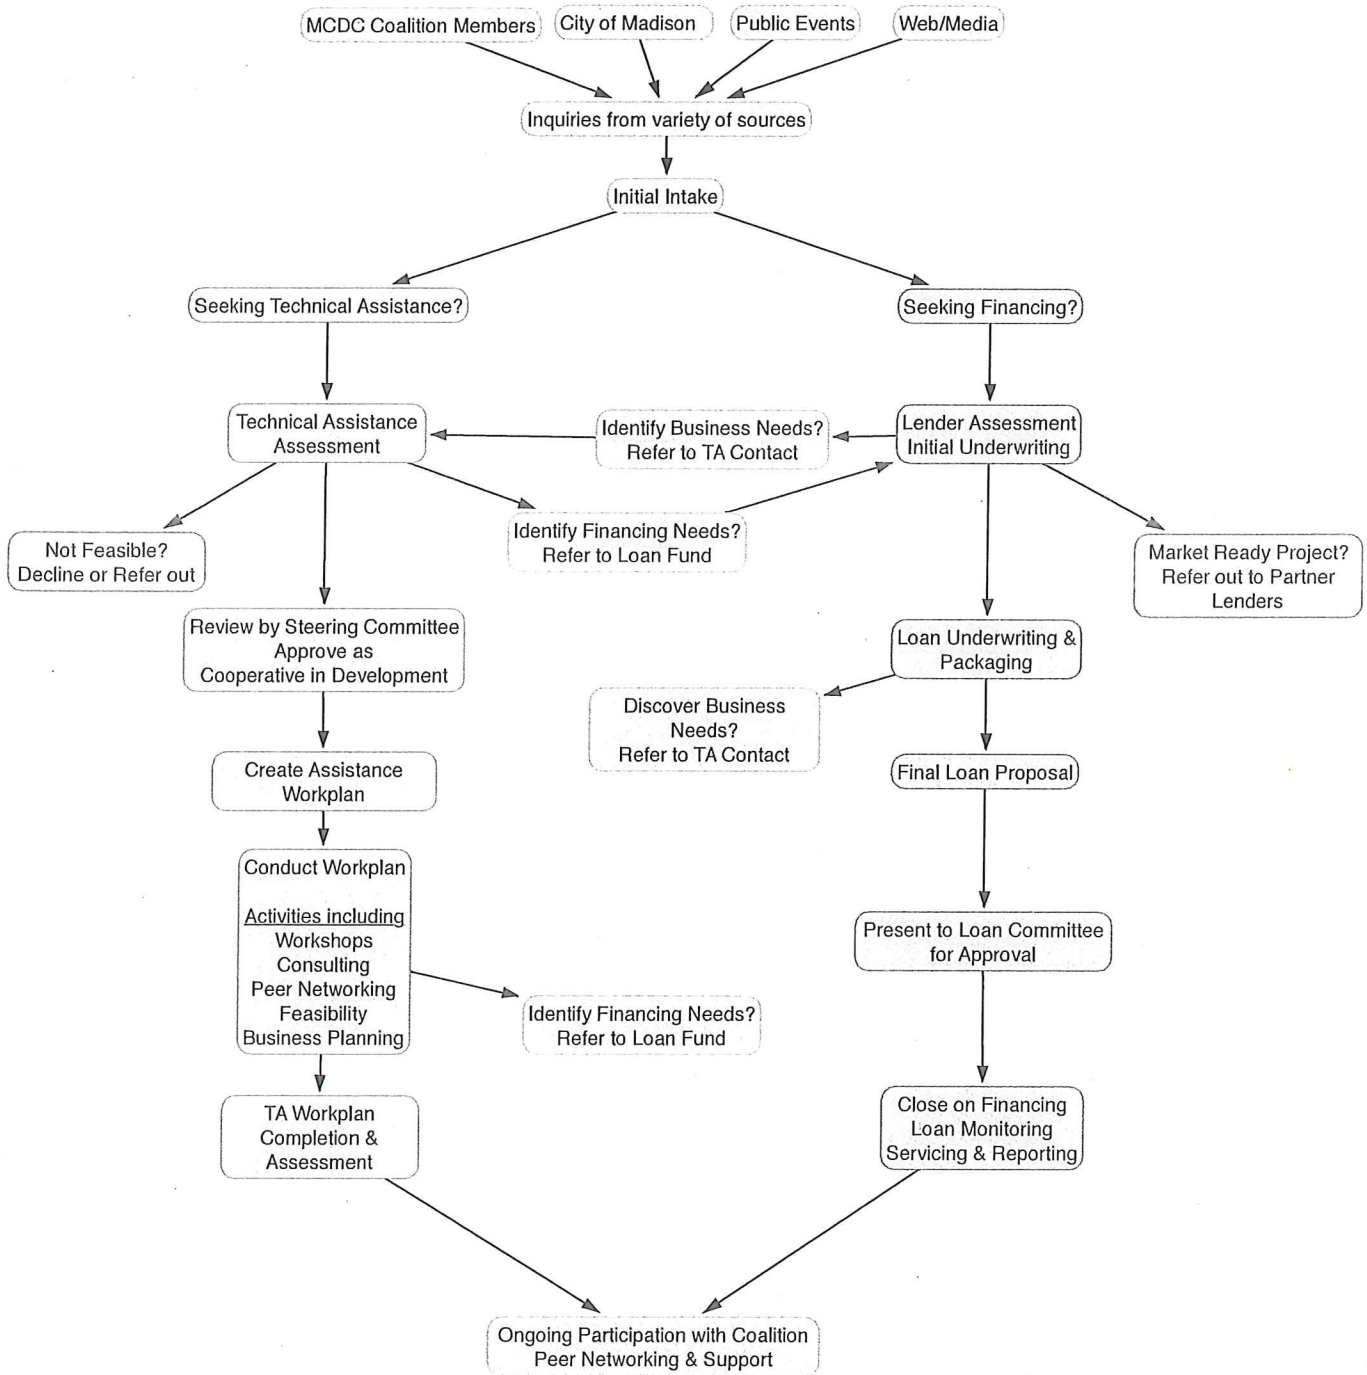 MCDC Coalition Members
City of Madison
Public Events
Web/Media
Inquiries from variety of sources
Initial Intake
Seeking Technical Assistance?
Seeking Financing?
Technical Assistance
Assessment
Identify Business Needs?
Refer to TA Contact
Lender Assessment
Initial Underwriting
Not Feasible?
Decline or Refer out
Identify Financing Needs?
Refer to Loan Fund
Market Ready Project?
Refer out to Partner
Lenders
Review by Steering Committee
Approve as
Cooperative in Development
Loan Underwriting &
Packaging
Discover Business
Needs?
Refer to TA Contact
Create Assistance
Workplan
Final Loan Proposal
Conduct Workplan
Activities including
Workshops
Consulting
Peer Networking
Feasibility
Business Planning
Present to Loan Committee
for Approval
Identify Financing Needs?
Refer to Loan Fund
TA Workplan
Completion &
Assessment
Close on Financing
Loan Monitoring
Servicing & Reporting
Ongoing Participation with Coalition
Peer Networking & Support